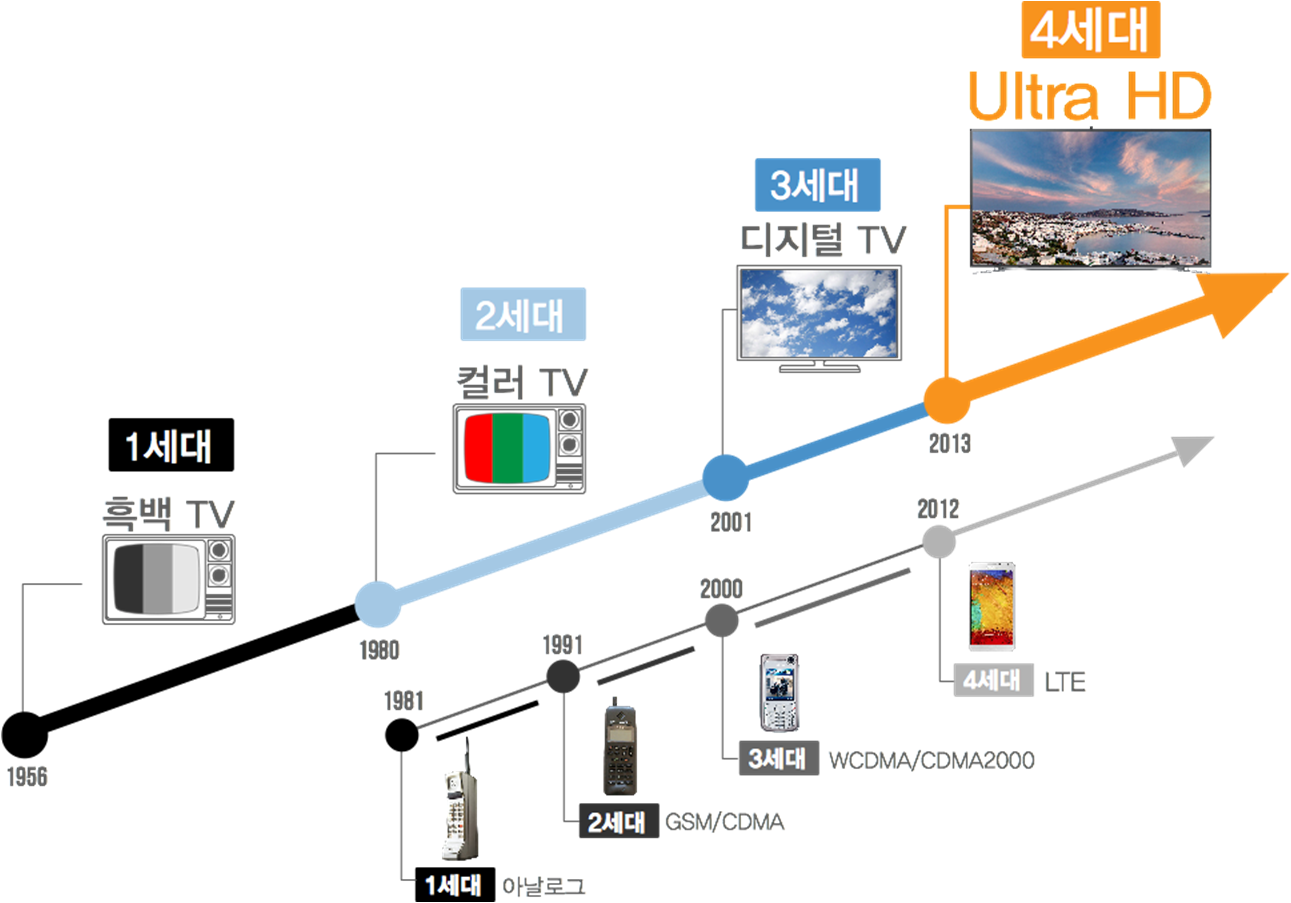 4세대
Ultra HD
3세대
디지털 TV
2세대
컬러 TV
1세대
흑백 TV
2013
2001
1980
1956
2012
2000
1991
1981
4세대 LTE
3세대 WCDMA/CDMA2000
2세대 GSM/CDMA
1세대 아날로그